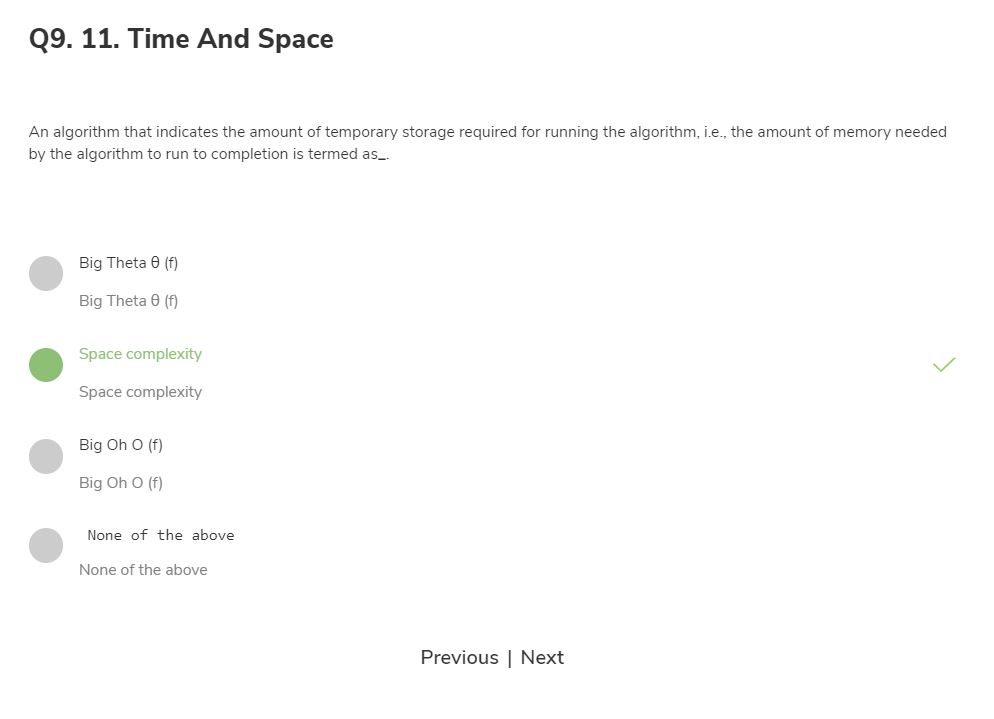 Q9. 11. Time And Space
An algorithm that indicates the amount of temporary storage required for running the algorithm, i.e., the amount of memory needed
by the algorithm to run to completion is termed as_.
Big Theta θ (f)
Big Theta θ (f)
Space complexity
Space complexity
Big Oh O (f)
Big Oh O (f)
None of the above
None of the above
Previous | Next